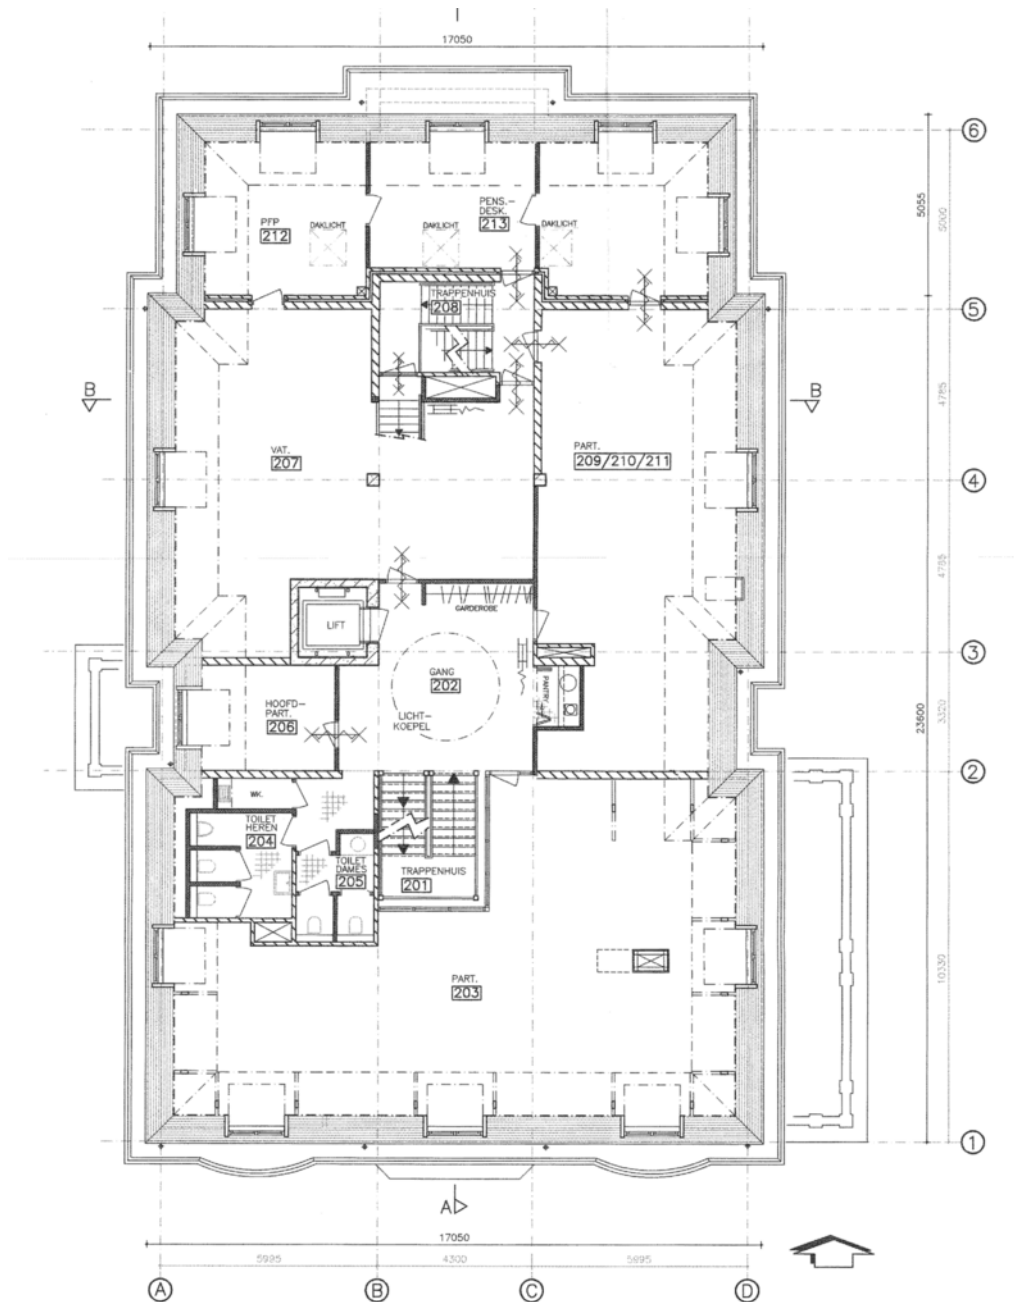 17050
6
PFP
212
DAKLICHT
DAKLICHT
PENS.-
DESK.
213
DAKLICHT
5055
5000
TRAPPENHUIS
208
5
B
B
4785
VAT.
207
PART.
209/210/211
4
4785
GARDEROBE
LIFT
3
GANG
202
LICHT-
KOEPEL
PANTRY
HOOFD-
PART.
206
3320
23600
2
WK.
TOILET
HEREN
204
TOILET
DAMES
205
TRAPPENHUIS
201
PART.
203
10330
1
A
17050
5995
4300
5895
A
B
C
D